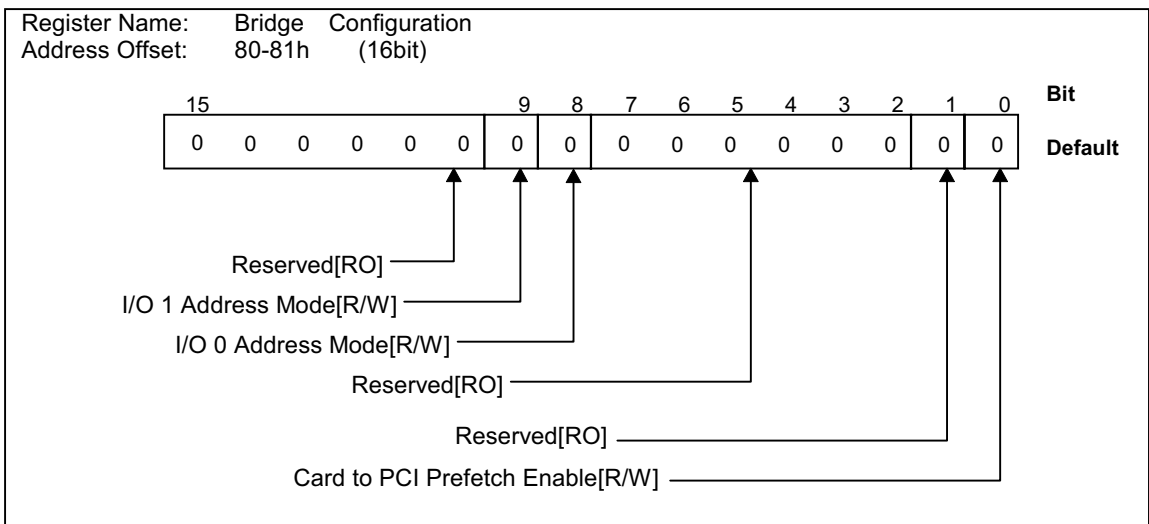 Register Name: Bridge Configuration
Address Offset: 80-81h (16bit)
15 9 8 7 6 5 4 3 2 1 0 Bit
0 0 0 0 0 0 0 0 0 0 0 0 0 0 0 0 Default
Reserved[RO]
I/O 1 Address Mode[R/W]
I/O 0 Address Mode[R/W]
Reserved[RO]
Reserved[RO]
Card to PCI Prefetch Enable[R/W]